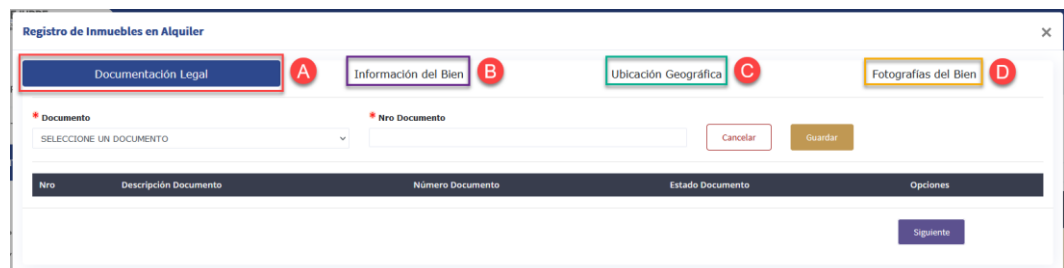 Registro de Inmuebles en Alquiler ×
Documentación Legal A Información del Bien B Ubicación Geográfica C Fotografías del Bien D
* Documento * Nro Documento
SELECCIONE UN DOCUMENTO Cancelar Guardar
Nro Descripción Documento Número Documento Estado Documento Opciones
Siguiente